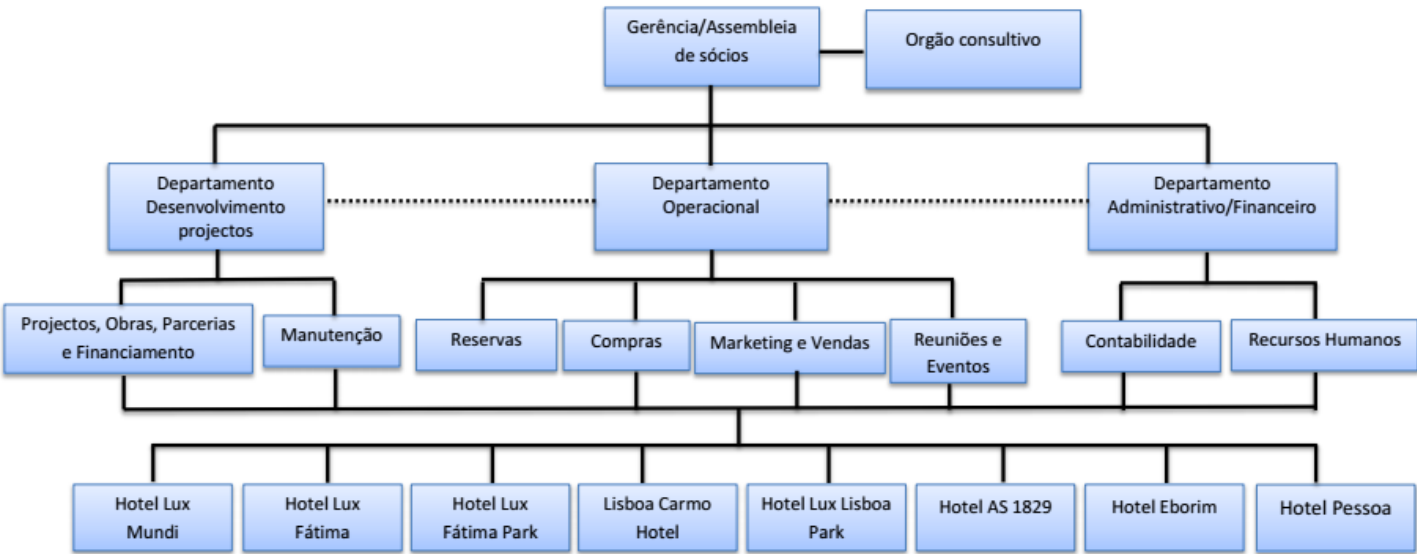 Gerência/Assembleia
de sócios
Orgão consultivo
Departamento
Desenvolvimento
projectos
Departamento
Operacional
Departamento
Administrativo/Financeiro
Projectos, Obras, Parcerias
e Financiamento
Manutenção
Reservas
Compras
Marketing e Vendas
Reuniões e
Eventos
Contabilidade
Recursos Humanos
Hotel Lux
Mundi
Hotel Lux
Fátima
Hotel Lux
Fátima Park
Lisboa Carmo
Hotel
Hotel Lux Lisboa
Park
Hotel AS 1829
Hotel Eborim
Hotel Pessoa